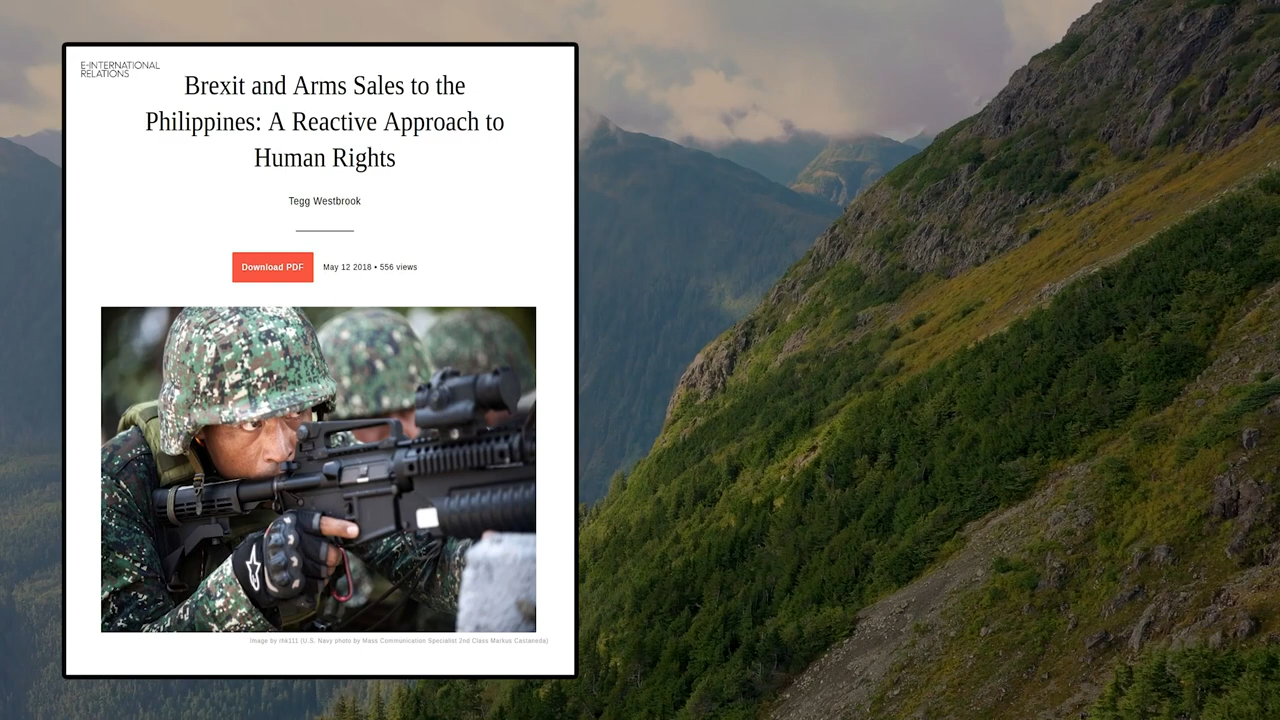 E-INTERNATIONAL
RELATIONS
Brexit and Arms Sales to the
Philippines: A Reactive Approach to
Human Rights
Tegg Westbrook
Download PDF
May 12 2018 • 556 views
Image by rhk111 (U.S. Navy photo by Mass Communication Specialist 2nd Class Markus Castaneda)